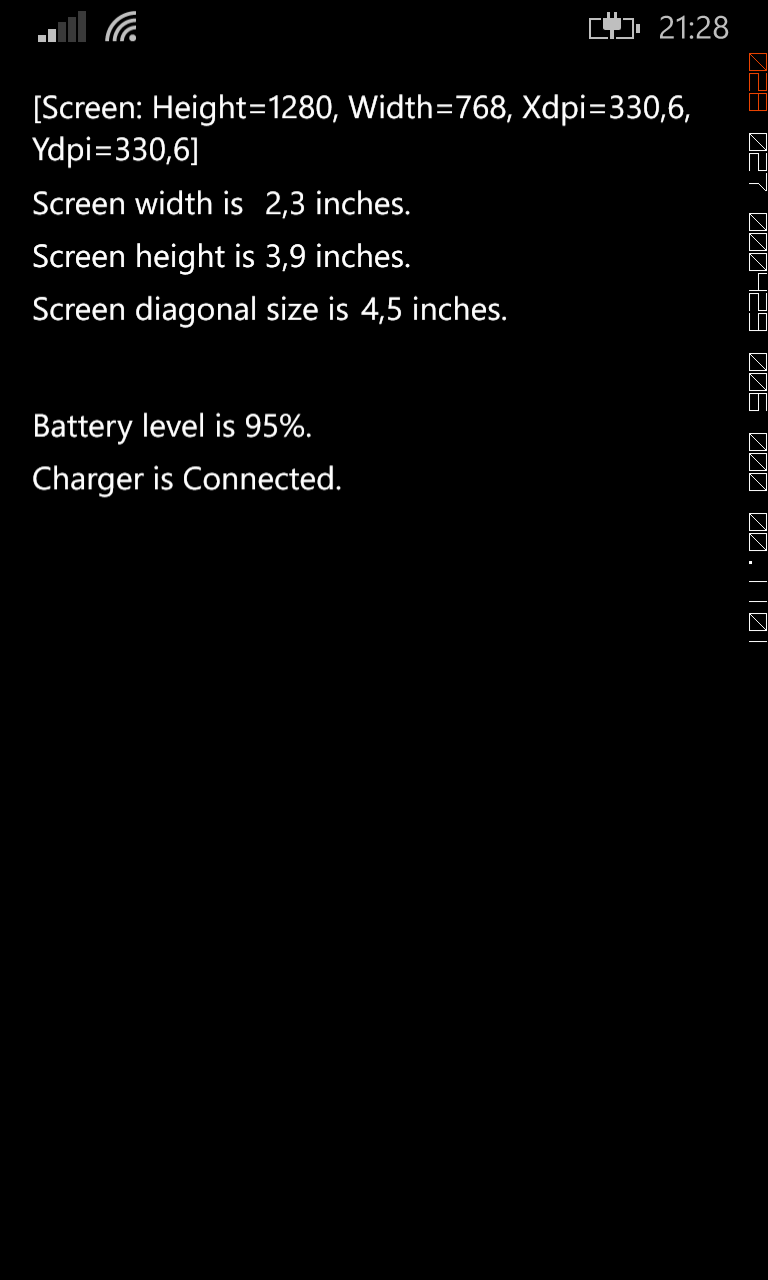 21:28
[Screen: Height=1280, Width=768, Xdpi=330,6,
Ydpi=330,6]
Screen width is 2,3 inches.
Screen height is 3,9 inches.
Screen diagonal size is 4,5 inches.
Battery level is 95%.
Charger is Connected.